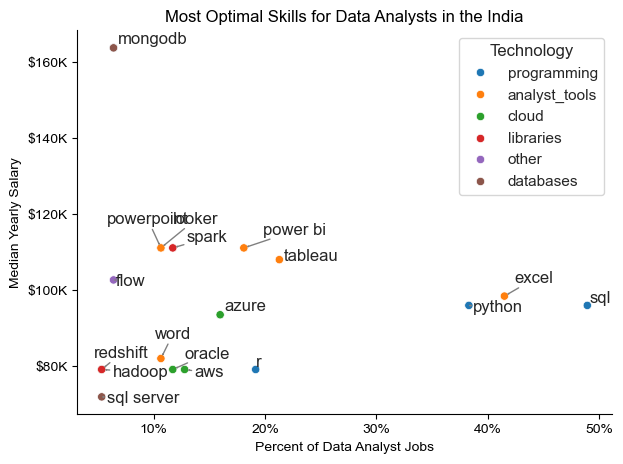 Most Optimal Skills for Data Analysts in the India
mongodb
Technology
programming
analyst_tools
cloud
libraries
other
databases
$160K
$140K
$120K
$100K
$80K
Median Yearly Salary
powerpoint
looker
spark
power bi
tableau
flow
excel
sql
python
azure
word
redshift
hadoop
oracle
aws
r
sql server
10%
20%
30%
40%
50%
Percent of Data Analyst Jobs